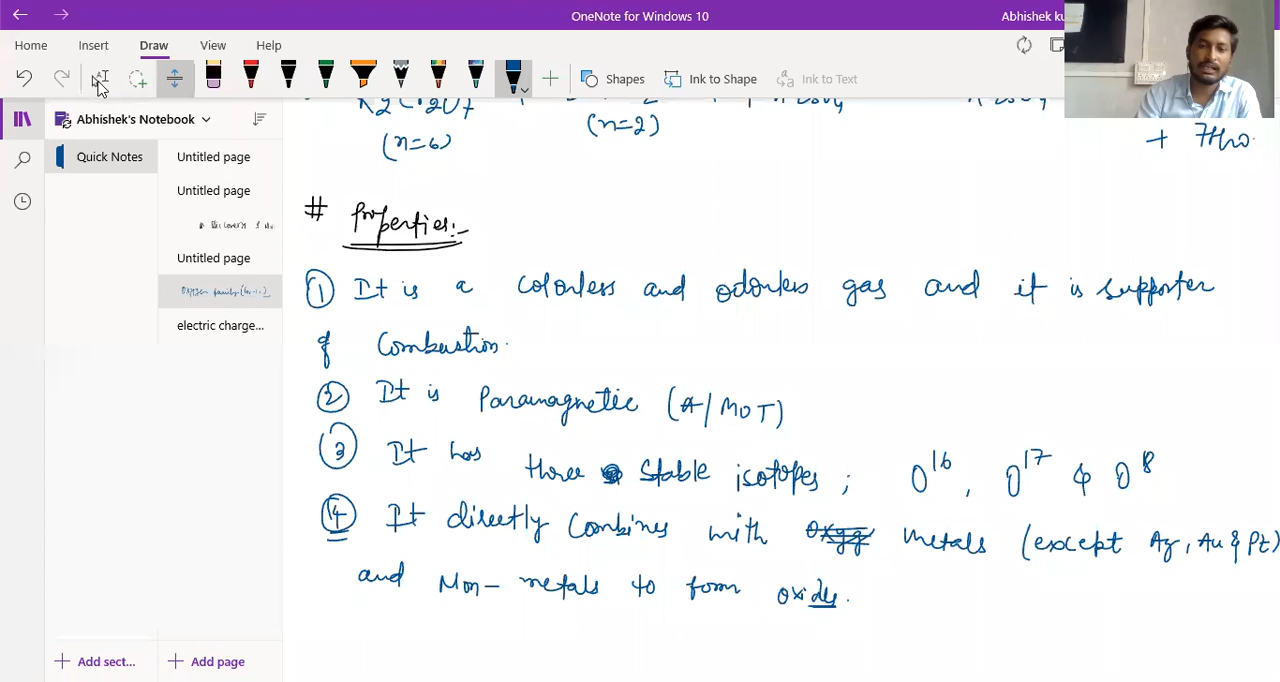 OneNote for Windows 10
Abhishek ku
Home Insert Draw View Help
Shapes Ink to Shape Ink to Text
Abhishek's Notebook
Quick Notes
Untitled page
Untitled page
Untitled page
electric charge...
Add sect...
Add page
(n=6)
(n=2)
# Properties:-
① It is a colorless and odorless gas and it is supporter
of Combustion.
② It is Paramagnetic (A/ MOT)
③ It has three stable isotopes ; O16, O17 & O8
④ It directly Combines with metals (except Ag, Au & Pt)
and Non-metals to form oxides.